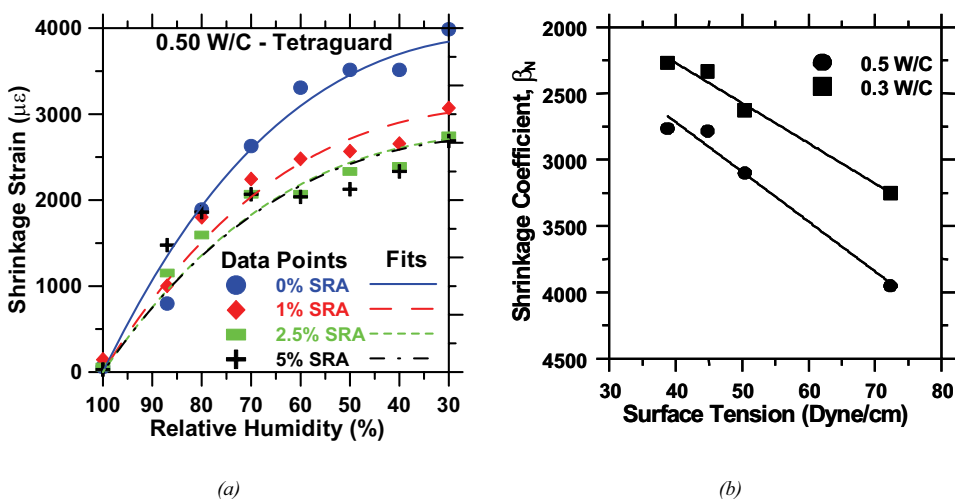 0.50 W/C - Tetraguard
Shrinkage Strain (με)
4000
3000
2000
1000
0
Data Points Fits
0% SRA
1% SRA
2.5% SRA
5% SRA
100 90 80 70 60 50 40 30
Relative Humidity (%)
(a)
Shrinkage Coefficient, βN
2000
2500
3000
3500
4000
4500
0.5 W/C
0.3 W/C
30 40 50 60 70 80
Surface Tension (Dyne/cm)
(b)